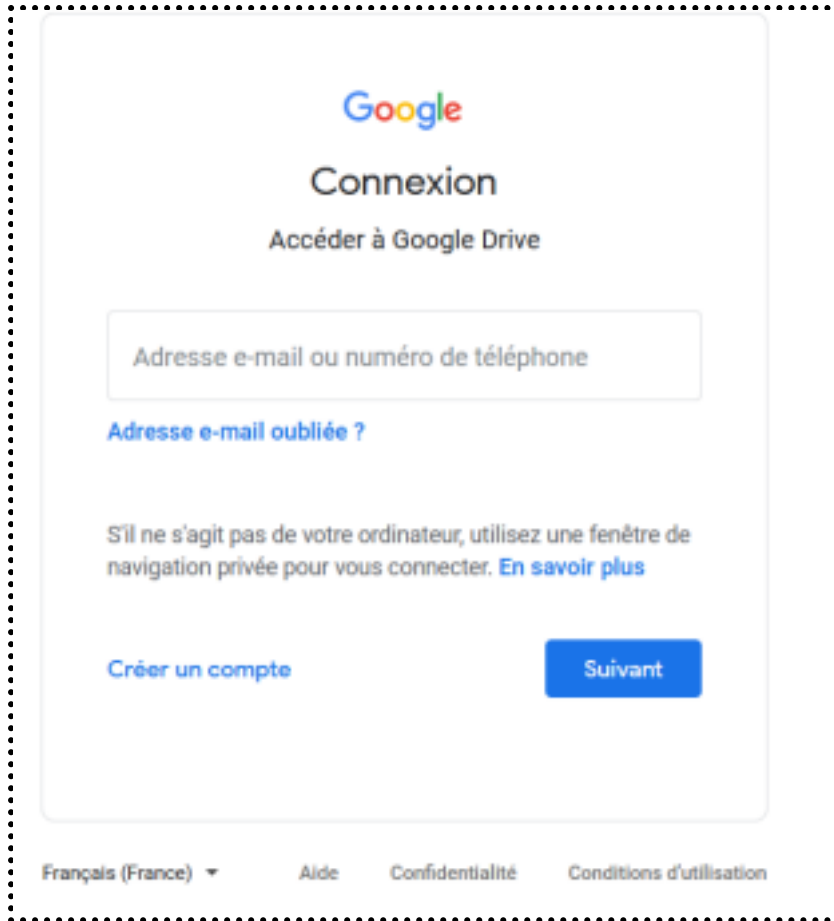 Google
Connexion
Accéder à Google Drive
Adresse e-mail ou numéro de téléphone
Adresse e-mail oubliée ?
S'il ne s'agit pas de votre ordinateur, utilisez une fenêtre de
navigation privée pour vous connecter. En savoir plus
Créer un compte
Suivant
Français (France)
Aide
Confidentialité
Conditions d'utilisation